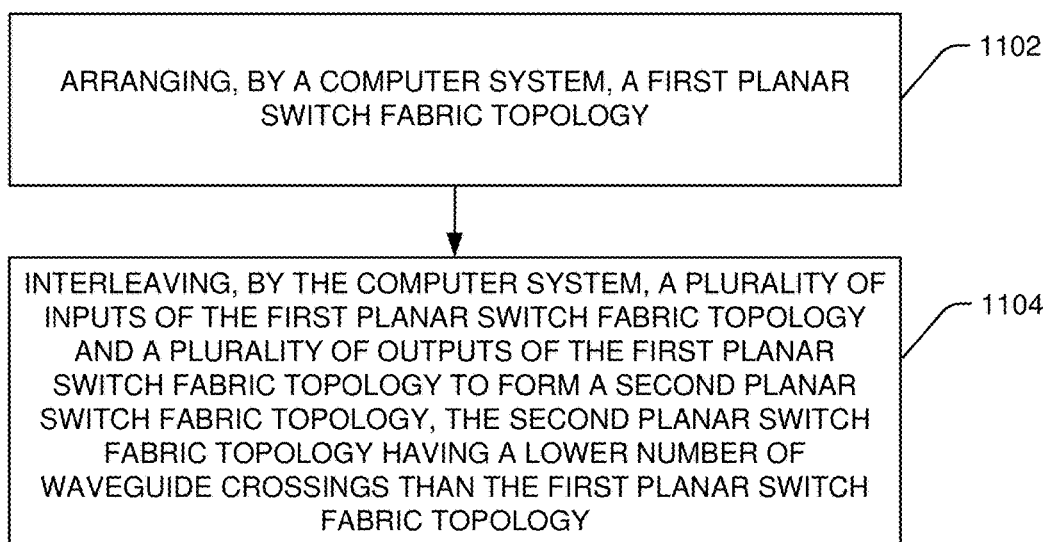 ARRANGING, BY A COMPUTER SYSTEM, A FIRST PLANAR
SWITCH FABRIC TOPOLOGY
1102
INTERLEAVING, BY THE COMPUTER SYSTEM, A PLURALITY OF
INPUTS OF THE FIRST PLANAR SWITCH FABRIC TOPOLOGY
AND A PLURALITY OF OUTPUTS OF THE FIRST PLANAR
SWITCH FABRIC TOPOLOGY TO FORM A SECOND PLANAR
SWITCH FABRIC TOPOLOGY, THE SECOND PLANAR SWITCH
FABRIC TOPOLOGY HAVING A LOWER NUMBER OF
WAVEGUIDE CROSSINGS THAN THE FIRST PLANAR SWITCH
FABRIC TOPOLOGY
1104